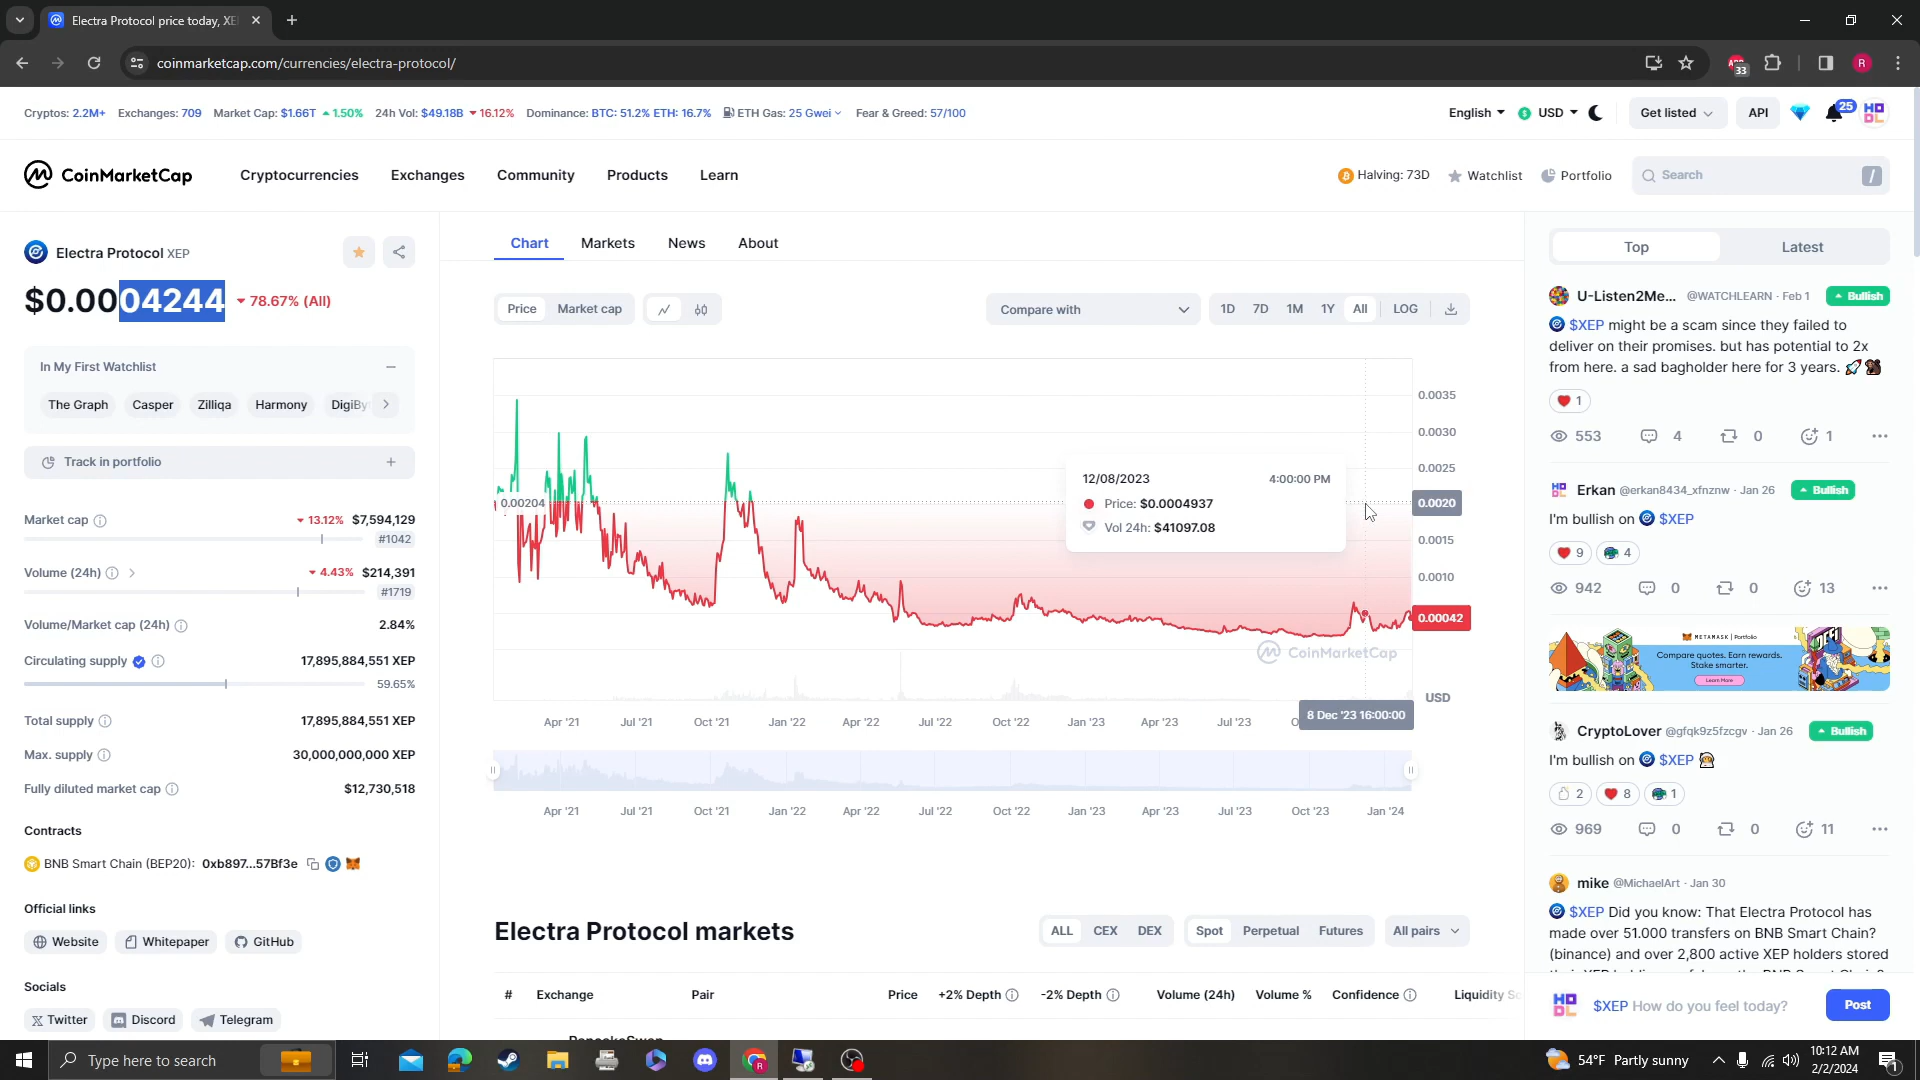 Electra Protocol price today, XE
coinmarketcap.com/currencies/electra-protocol/
33
R
Cryptos: 2.2M+ Exchanges: 709 Market Cap: $1.66T 1.50% 24h Vol: $49.18B 16.12% Dominance: BTC: 51.2% ETH: 16.7% ETH Gas: 25 Gwei Fear & Greed: 57/100
English USD Get listed API 25
CoinMarketCap
Cryptocurrencies Exchanges Community Products Learn
Halving: 73D Watchlist Portfolio Search /
Electra Protocol XEP
$0.0004244 78.67% (All)
In My First Watchlist
The Graph Casper Zilliqa Harmony DigiBy
Track in portfolio
Market cap 13.12% $7,594,129
#1042
Volume (24h) 4.43% $214,391
#1719
Volume/Market cap (24h) 2.84%
Circulating supply 17,895,884,551 XEP
59.65%
Total supply 17,895,884,551 XEP
Max. supply 30,000,000,000 XEP
Fully diluted market cap $12,730,518
Contracts
BNB Smart Chain (BEP20): 0xb897...57Bf3e
Official links
Website Whitepaper GitHub
Socials
Twitter Discord Telegram
Chart Markets News About
Price Market cap
Compare with 1D 7D 1M 1Y All LOG
0.0035
0.0030
0.0025
0.00204
0.0020
0.0015
0.0010
0.00042
12/08/2023 4:00:00 PM
Price: $0.0004937
Vol 24h: $41097.08
CoinMarketCap
USD
Apr '21 Jul '21 Oct '21 Jan '22 Apr '22 Jul '22 Oct '22 Jan '23 Apr '23 Jul '23 O
8 Dec '23 16:00:00
Apr '21 Jul '21 Oct '21 Jan '22 Apr '22 Jul '22 Oct '22 Jan '23 Apr '23 Jul '23 Oct '23 Jan '24
Electra Protocol markets
ALL CEX DEX Spot Perpetual Futures All pairs
# Exchange Pair Price +2% Depth -2% Depth Volume (24h) Volume % Confidence Liquidity Sc
Top Latest
U-Listen2Me... @WATCHLEARN · Feb 1 Bullish
$XEP might be a scam since they failed to
deliver on their promises. but has potential to 2x
from here. a sad bagholder here for 3 years.
1
553 4 0 1
Erkan @erkan8434_xfnznw · Jan 26 Bullish
I'm bullish on $XEP
9 4
942 0 0 13
METAMASK | Portfolio
Compare quotes. Earn rewards.
Stake smarter.
Learn More
CryptoLover @gfqk9z5fzcgv · Jan 26 Bullish
I'm bullish on $XEP
2 8 1
969 0 0 11
mike @MichaelArt · Jan 30
$XEP Did you know: That Electra Protocol has
made over 51.000 transfers on BNB Smart Chain?
(binance) and over 2,800 active XEP holders stored
HODL $XEP How do you feel today? Post
Type here to search
54°F Partly sunny
10:12 AM
2/2/2024
1